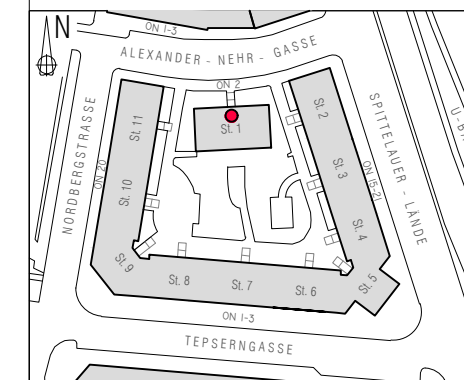 ON 1-3
N
ALEXANDER - NEHR - GASSE
ON 2
St. 1
St. 2
St. 11
NORDBERGSTRASSE
ON 20
SPITTELAUER - LÄNDE
St. 3
ON 15-21
St. 10
St. 4
St. 9
St. 8
St. 7
St. 6
St. 5
ON 1-3
TEPSERNGASSE